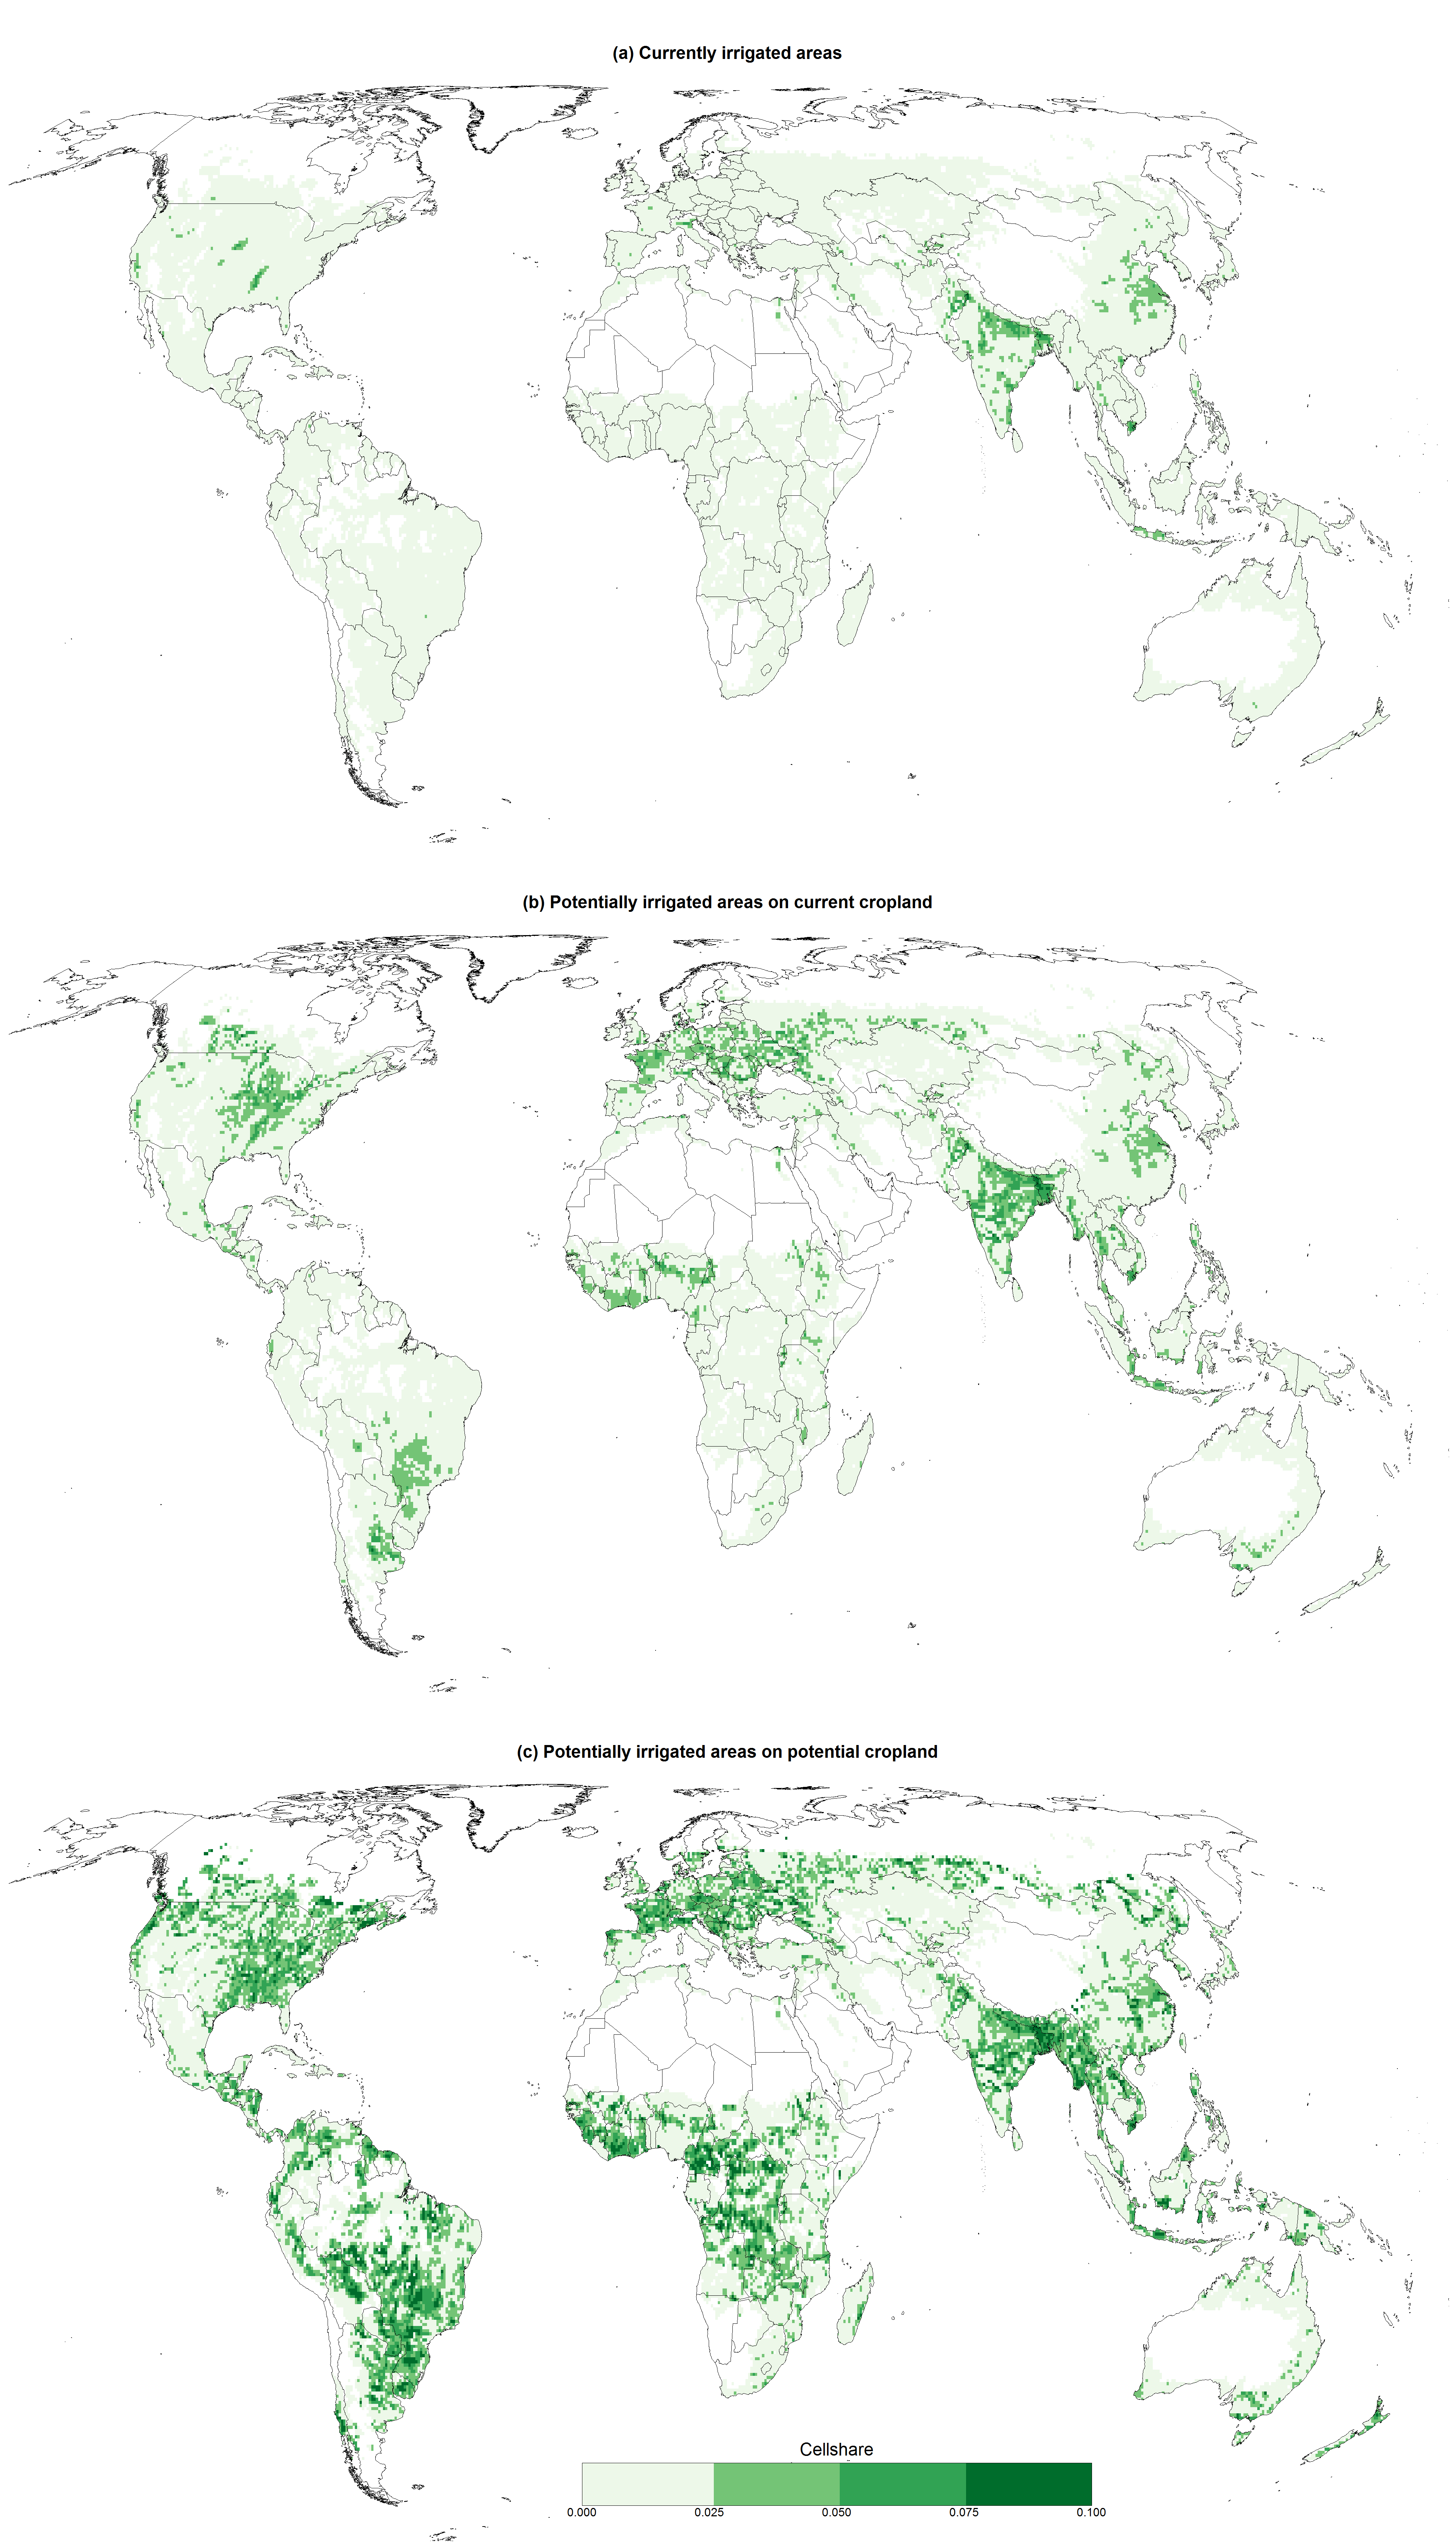 (a) Currently irrigated areas
(b) Potentially irrigated areas on current cropland
(c) Potentially irrigated areas on potential cropland
Cellshare
0.000 0.025 0.050 0.075 0.100